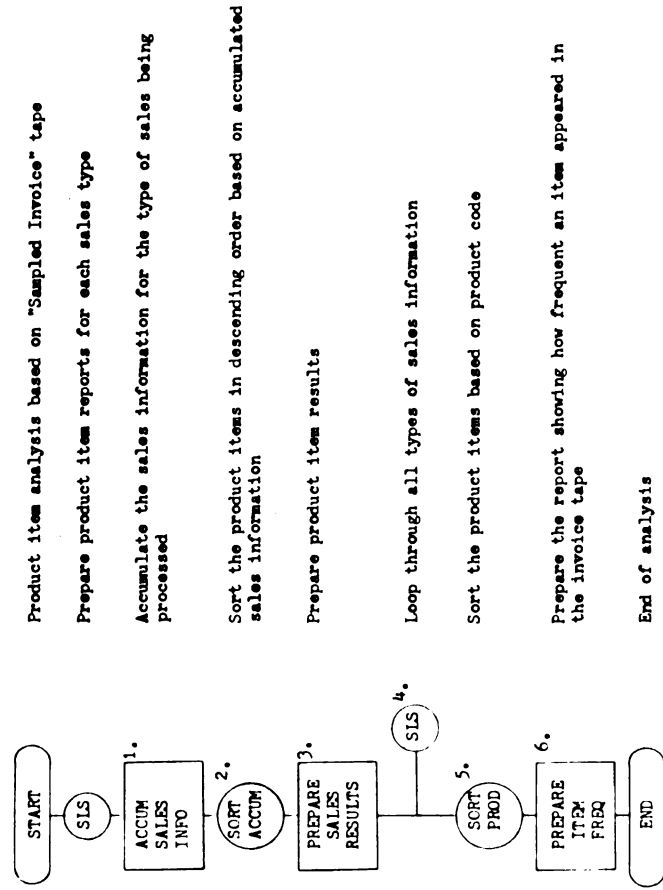 START
Product item analysis based on "Sampled Invoice" tape
SLS
Prepare product item reports for each sales type
1.
ACCUM
SALES
INFO
Accumulate the sales information for the type of sales being
processed
2.
SORT
ACCUM
Sort the product items in descending order based on accumulated
sales information
3.
PREPARE
SALES
RESULTS
Prepare product item results
4.
SLS
Loop through all types of sales information
5.
SORT
PROD
Sort the product items based on product code
6.
PREPARE
ITEM
FREQ
Prepare the report showing how frequent an item appeared in
the invoice tape
END
End of analysis